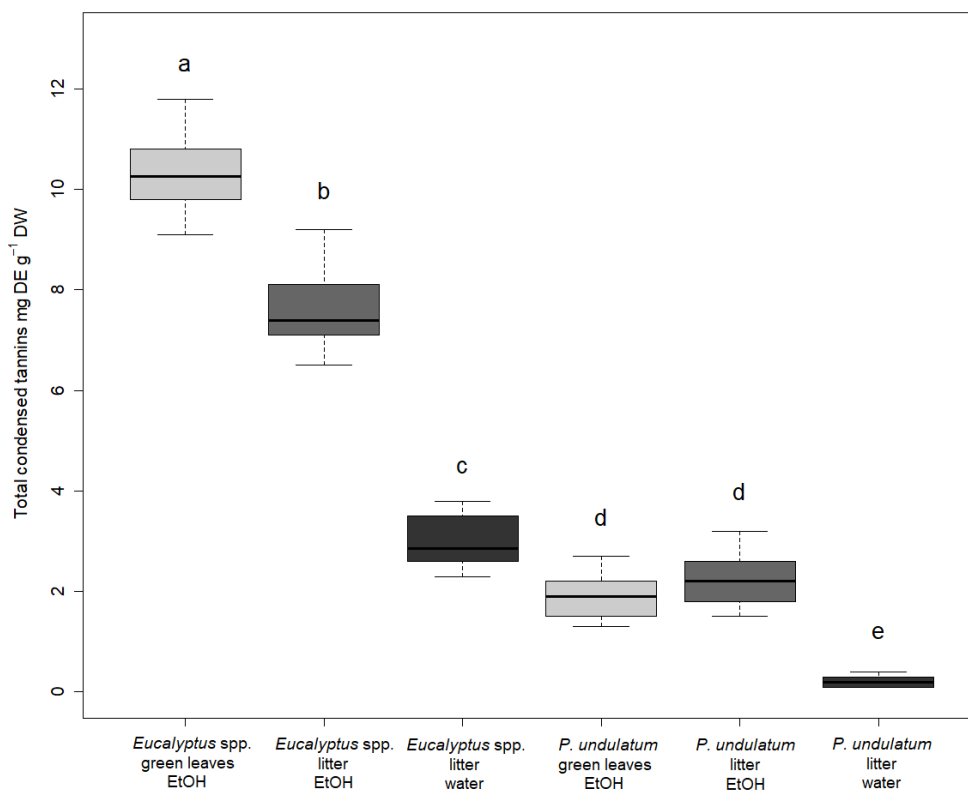 Total condensed tannins mg DE g⁻¹ DW
12
10
8
6
4
2
0
a
b
c
d
d
e
Eucalyptus spp.
green leaves
EtOH
Eucalyptus spp.
litter
EtOH
Eucalyptus spp.
litter
water
P. undulatum
green leaves
EtOH
P. undulatum
litter
EtOH
P. undulatum
litter
water